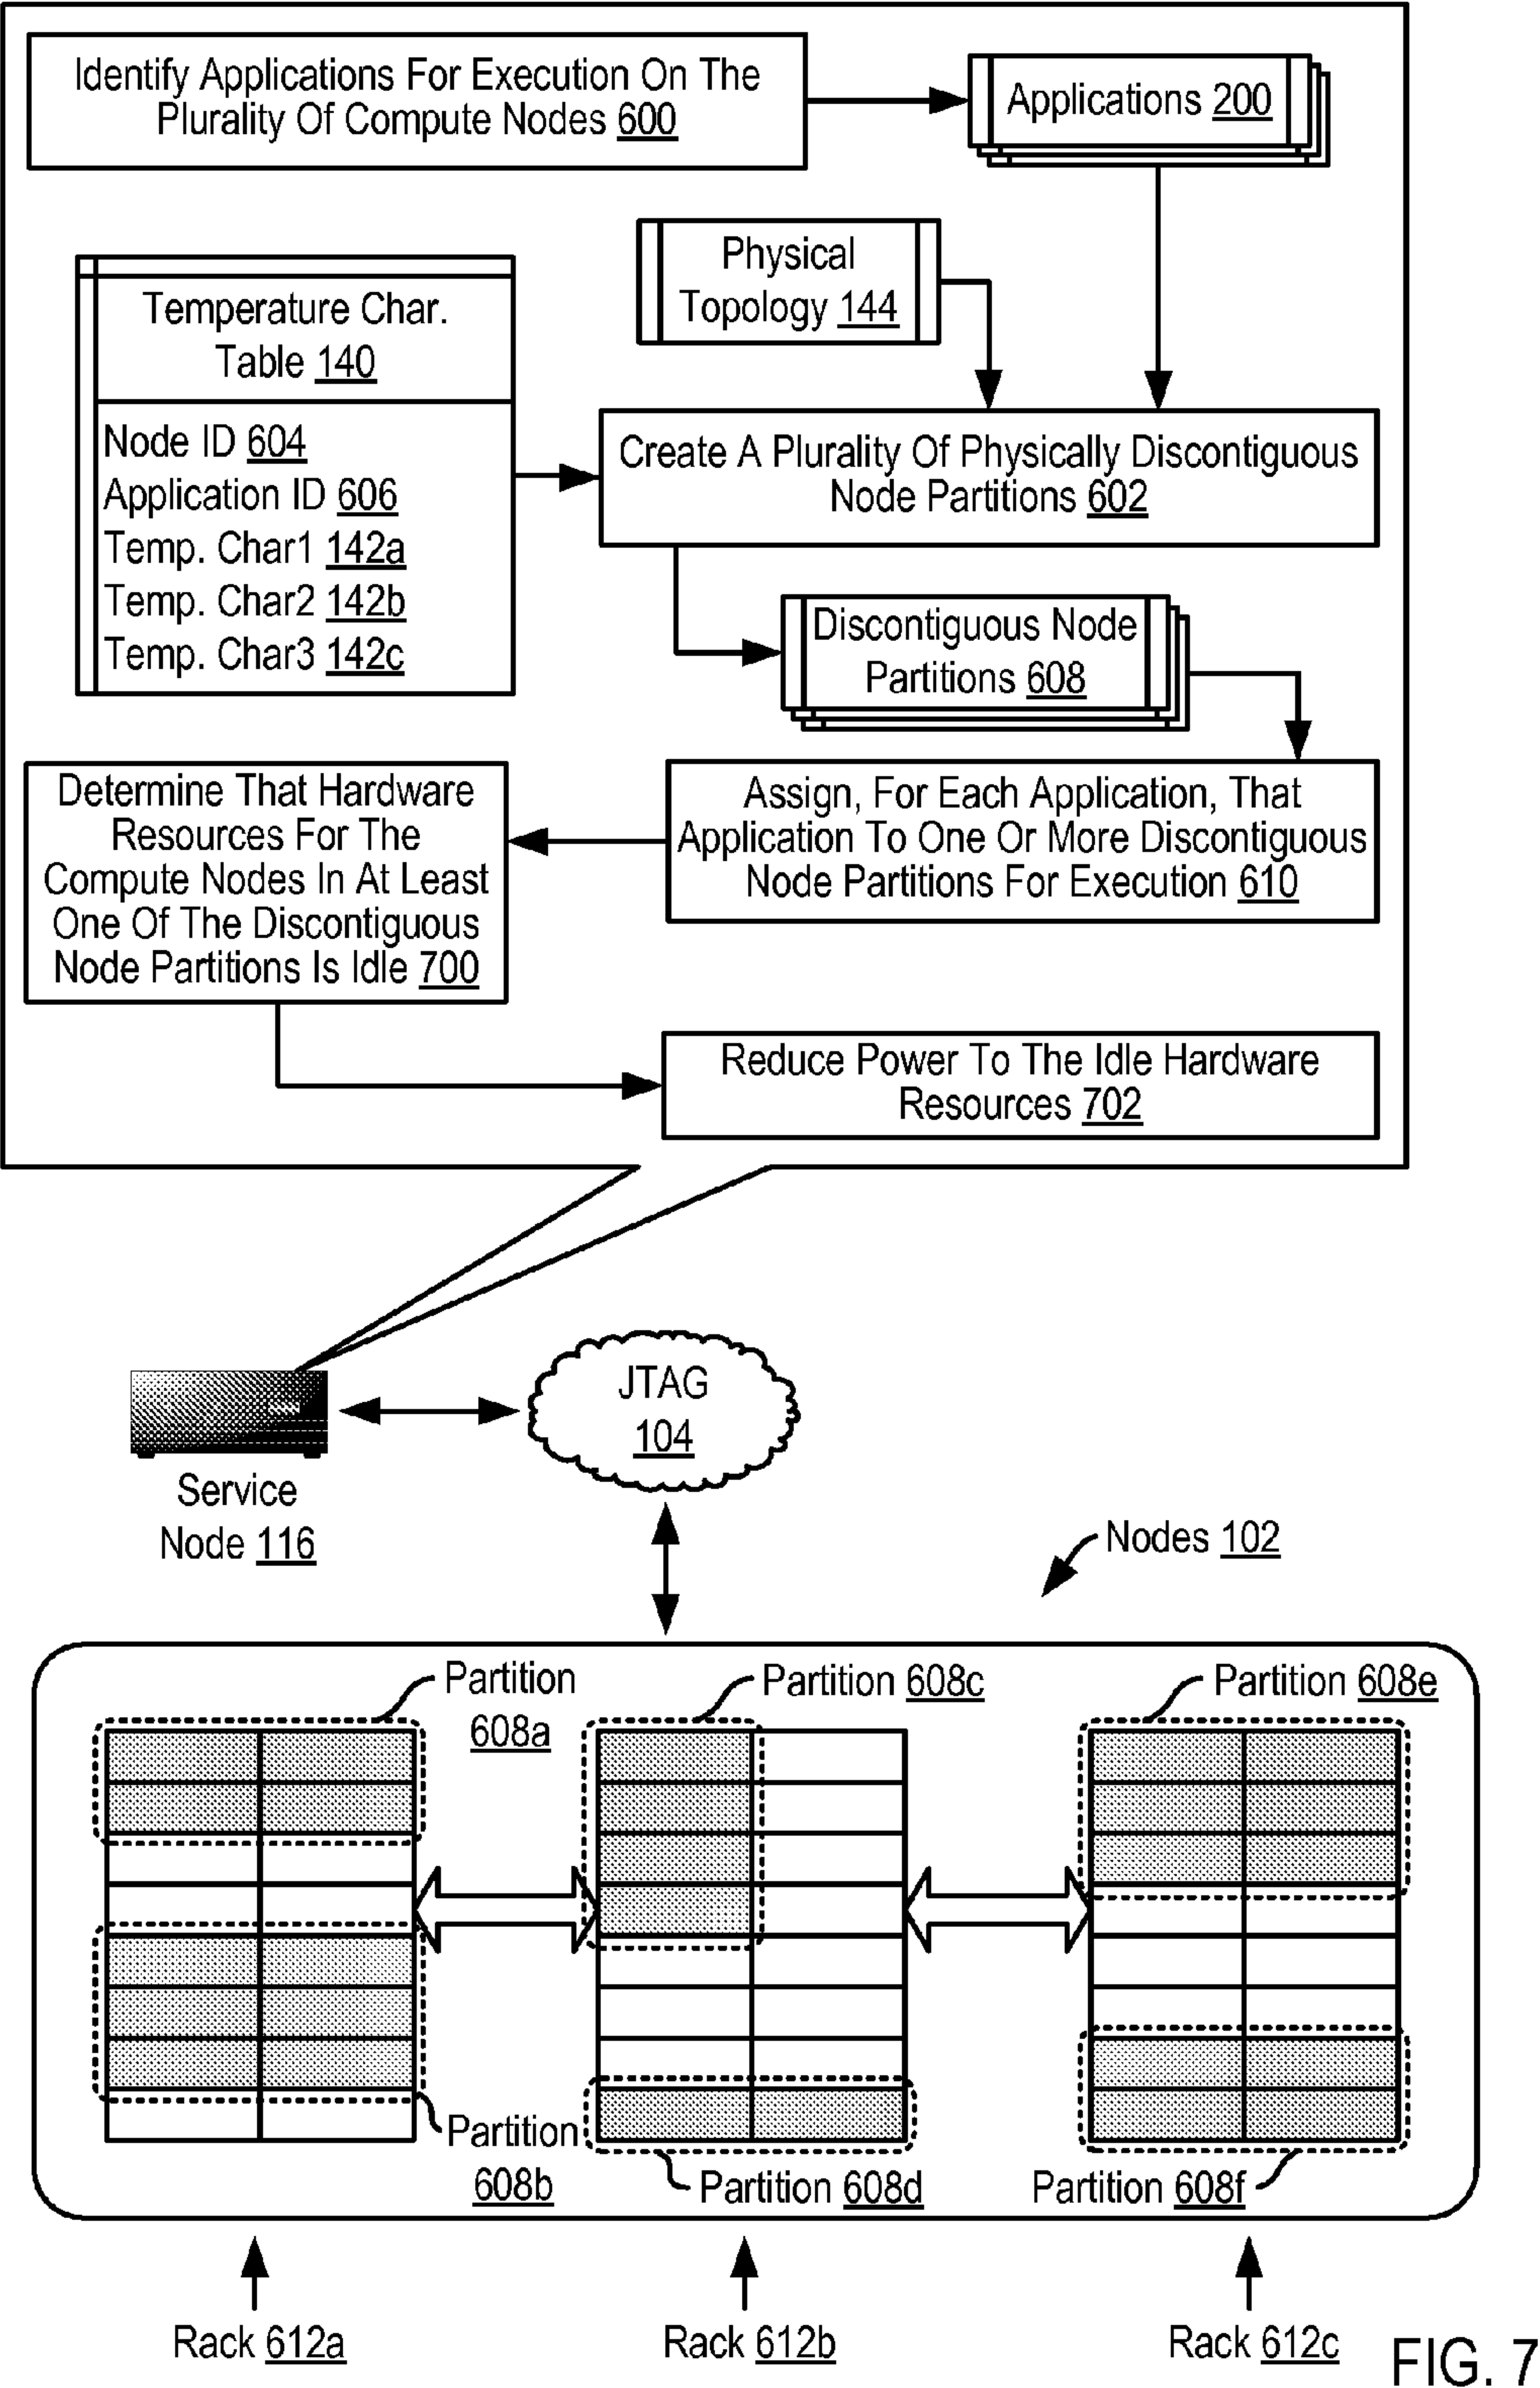 Identify Applications For Execution On The
Plurality Of Compute Nodes 600
Applications 200
Physical
Topology 144
Temperature Char.
Table 140
Node ID 604
Application ID 606
Temp. Char1 142a
Temp. Char2 142b
Temp. Char3 142c
Create A Plurality Of Physically Discontiguous
Node Partitions 602
Discontiguous Node
Partitions 608
Determine That Hardware
Resources For The
Compute Nodes In At Least
One Of The Discontiguous
Node Partitions Is Idle 700
Assign, For Each Application, That
Application To One Or More Discontiguous
Node Partitions For Execution 610
Reduce Power To The Idle Hardware
Resources 702
JTAG
104
Service
Node 116
Nodes 102
Partition
608a
Partition 608c
Partition 608e
Partition
608b
Partition 608d
Partition 608f
Rack 612a
Rack 612b
Rack 612c
FIG. 7